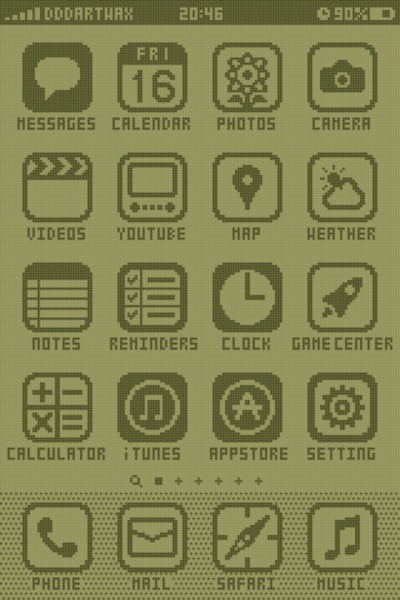 DDDARTWAX 20:46 90%
FRI
16
MESSAGES CALENDAR PHOTOS CAMERA
VIDEOS YOUTUBE MAP WEATHER
NOTES REMINDERS CLOCK GAME CENTER
CALCULATOR iTUNES APPSTORE SETTING
PHONE MAIL SAFARI MUSIC